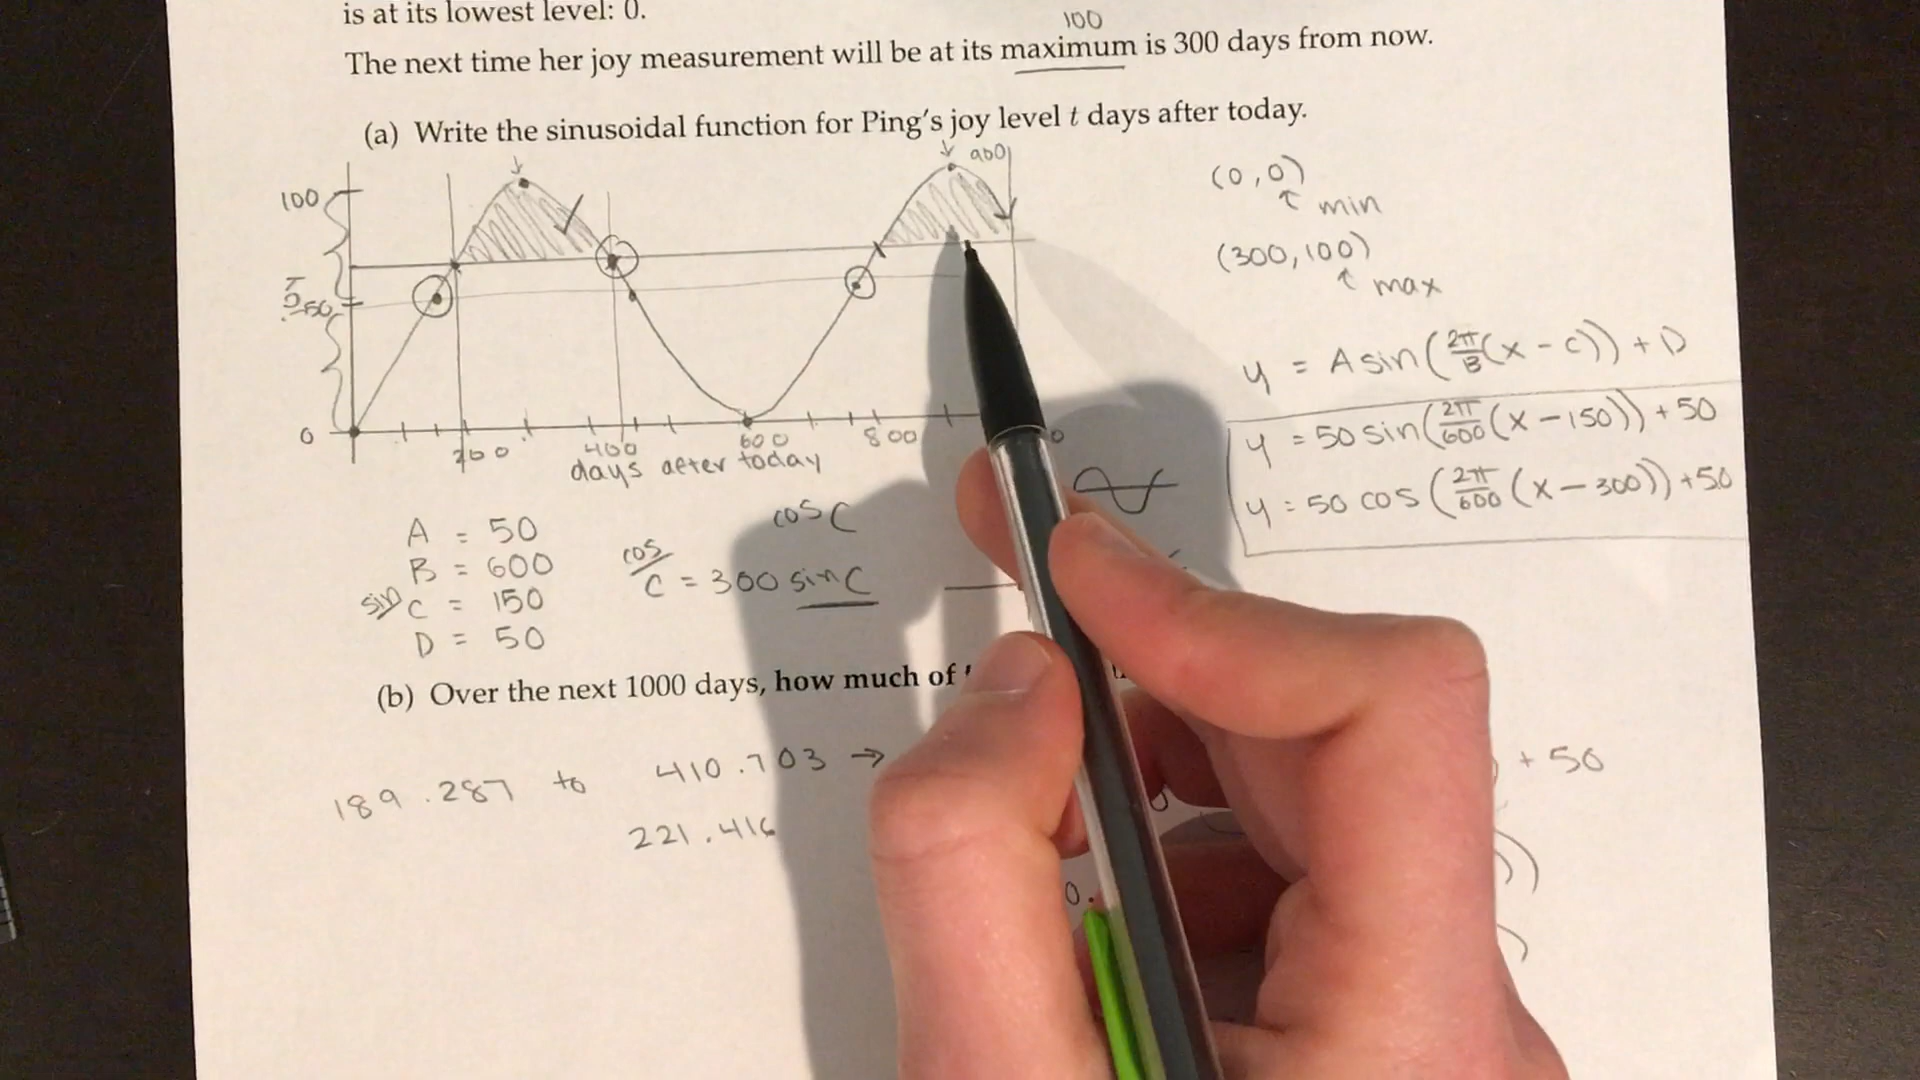 is at its lowest level: 0.
100
The next time her joy measurement will be at its maximum is 300 days from now.
(a) Write the sinusoidal function for Ping's joy level t days after today.
100
900
50
0
200
400
600
800
days after today
(0,0)
min
(300,100)
max
y = A sin(2π/B(x - C)) + D
y = 50 sin(2π/600(x - 150)) + 50
y = 50 cos(2π/600(x - 300)) + 50
A = 50
B = 600
sin C = 150
D = 50
cos C
cos
C = 300 sin C
(b) Over the next 1000 days, how much of
189.287 to 410.703 →
221.416
+ 50
0.